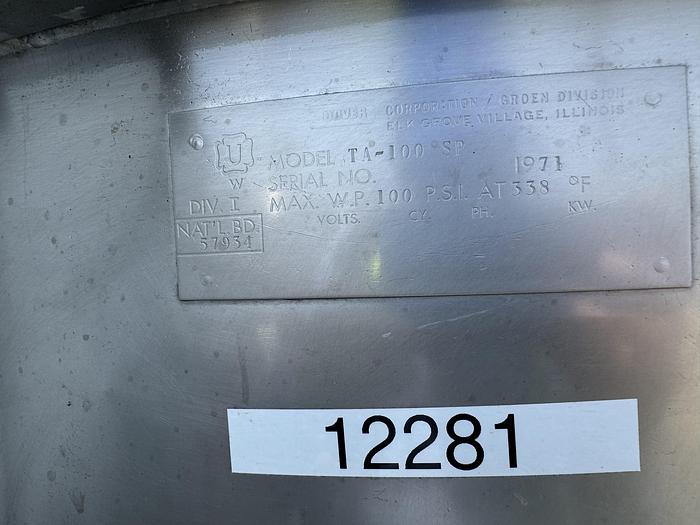 DOVER CORPORATION / GROEN DIVISION
ELK GROVE VILLAGE, ILLINOIS
U
W
MODEL TA-100 SP
SERIAL NO. 1971
DIV. I MAX. W.P. 100 P.S.I. AT 338 °F
VOLTS. CY. PH. KW.
NAT'L. BD.
57934
12281